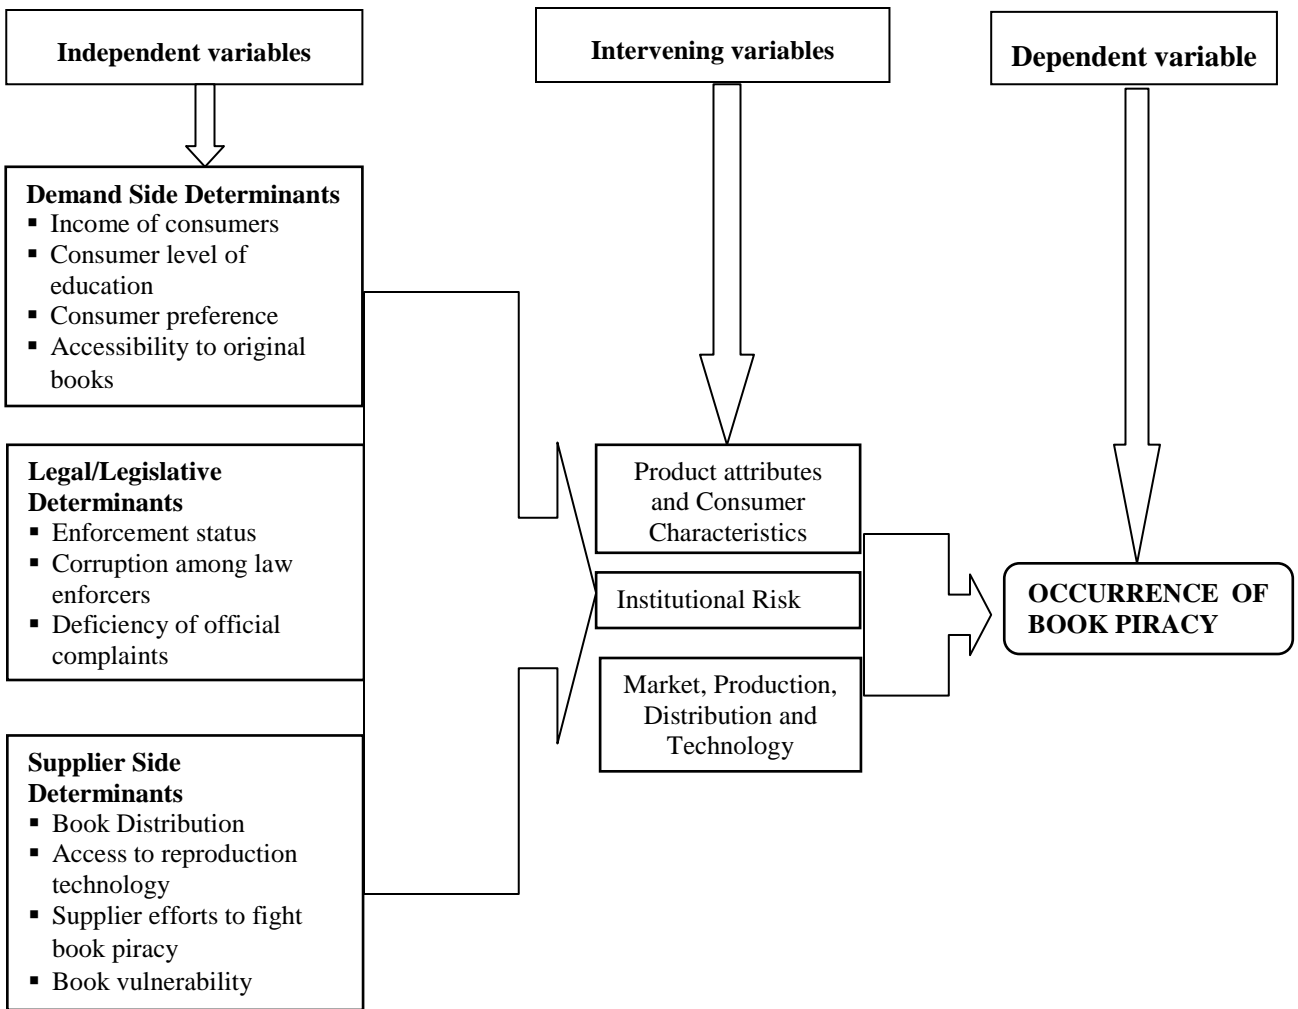 Independent variables
Intervening variables
Dependent variable
Demand Side Determinants
▪ Income of consumers
▪ Consumer level of
education
▪ Consumer preference
▪ Accessibility to original
books
Legal/Legislative
Determinants
▪ Enforcement status
▪ Corruption among law
enforcers
▪ Deficiency of official
complaints
Supplier Side
Determinants
▪ Book Distribution
▪ Access to reproduction
technology
▪ Supplier efforts to fight
book piracy
▪ Book vulnerability
Product attributes
and Consumer
Characteristics
Institutional Risk
Market, Production,
Distribution and
Technology
OCCURRENCE OF
BOOK PIRACY